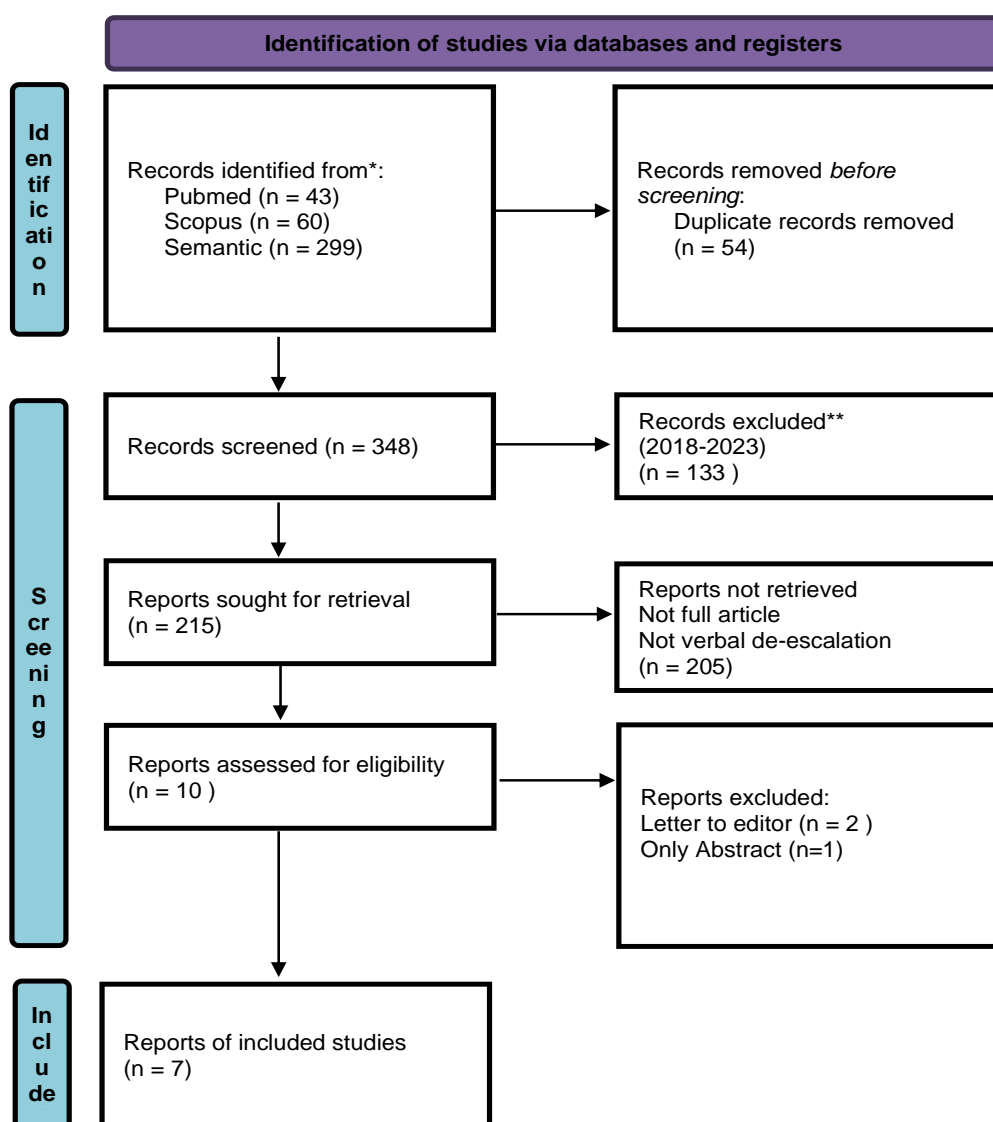 Identification of studies via databases and registers
Id
en
tif
ic
ati
o
n
Records identified from*:
Pubmed (n = 43)
Scopus (n = 60)
Semantic (n = 299)
Records removed before
screening:
Duplicate records removed
(n = 54)
S
cr
ee
ni
n
g
Records screened (n = 348)
Records excluded**
(2018-2023)
(n = 133 )
Reports sought for retrieval
(n = 215)
Reports not retrieved
Not full article
Not verbal de-escalation
(n = 205)
Reports assessed for eligibility
(n = 10 )
Reports excluded:
Letter to editor (n = 2 )
Only Abstract (n=1)
In
cl
u
de
Reports of included studies
(n = 7)